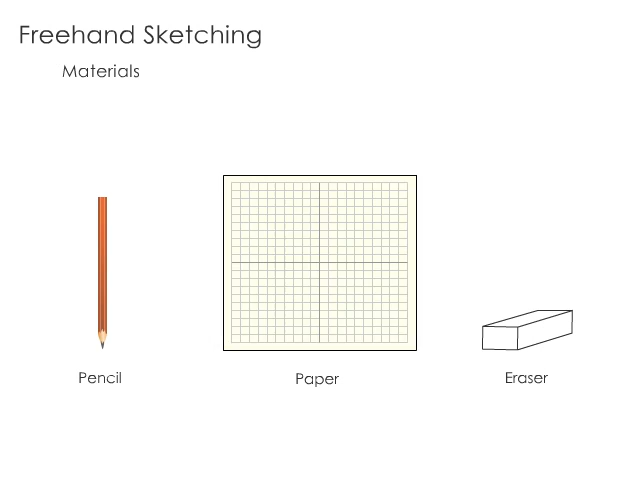 Freehand Sketching
Materials
Pencil
Paper
Eraser